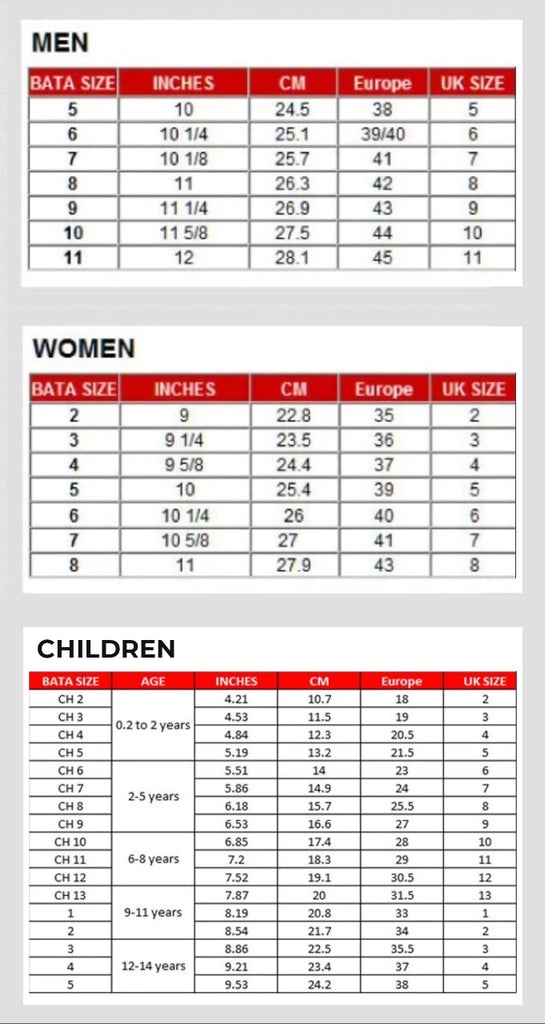 MEN
BATA SIZE INCHES CM Europe UK SIZE
5 10 24.5 38 5
6 10 1/4 25.1 39/40 6
7 10 1/8 25.7 41 7
8 11 26.3 42 8
9 11 1/4 26.9 43 9
10 11 5/8 27.5 44 10
11 12 28.1 45 11
WOMEN
BATA SIZE INCHES CM Europe UK SIZE
2 9 22.8 35 2
3 9 1/4 23.5 36 3
4 9 5/8 24.4 37 4
5 10 25.4 39 5
6 10 1/4 26 40 6
7 10 5/8 27 41 7
8 11 27.9 43 8
CHILDREN
BATA SIZE AGE INCHES CM Europe UK SIZE
CH 2 0.2 to 2 years 4.21 10.7 18 2
CH 3 4.53 11.5 19 3
CH 4 4.84 12.3 20.5 4
CH 5 5.19 13.2 21.5 5
CH 6 2-5 years 5.51 14 23 6
CH 7 5.86 14.9 24 7
CH 8 6.18 15.7 25.5 8
CH 9 6.53 16.6 27 9
CH 10 6-8 years 6.85 17.4 28 10
CH 11 7.2 18.3 29 11
CH 12 7.52 19.1 30.5 12
CH 13 9-11 years 7.87 20 31.5 13
1 8.19 20.8 33 1
2 8.54 21.7 34 2
3 12-14 years 8.86 22.5 35.5 3
4 9.21 23.4 37 4
5 9.53 24.2 38 5